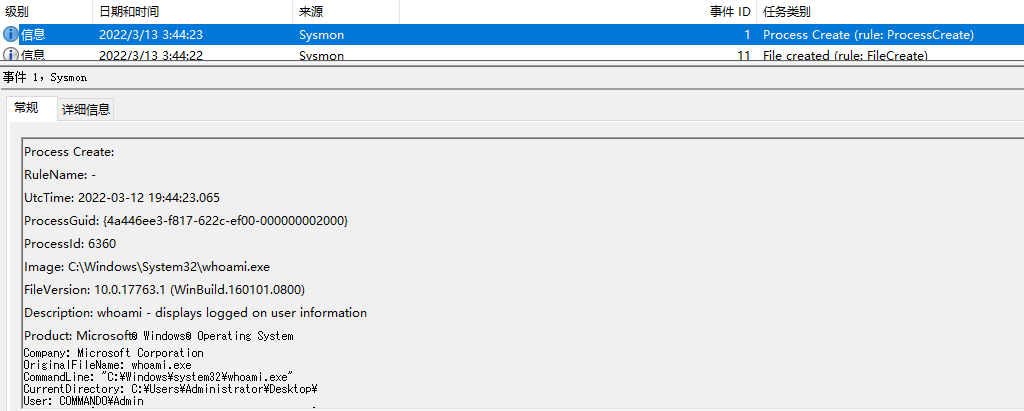 级别 日期和时间 来源 事件 ID 任务类别
信息 2022/3/13 3:44:23 Sysmon 1 Process Create (rule: ProcessCreate)
信息 2022/3/13 3:44:22 Sysmon 11 File created (rule: FileCreate)
事件 1，Sysmon
常规 详细信息
Process Create:
RuleName: -
UtcTime: 2022-03-12 19:44:23.065
ProcessGuid: {4a446ee3-f817-622c-ef00-000000002000}
ProcessId: 6360
Image: C:\Windows\System32\whoami.exe
FileVersion: 10.0.17763.1 (WinBuild.160101.0800)
Description: whoami - displays logged on user information
Product: Microsoft® Windows® Operating System
Company: Microsoft Corporation
OriginalFileName: whoami.exe
CommandLine: "C:¥Windows¥system32¥whoami.exe"
CurrentDirectory: C:¥Users¥Administrator¥Desktop¥
User: COMMANDO¥Admin